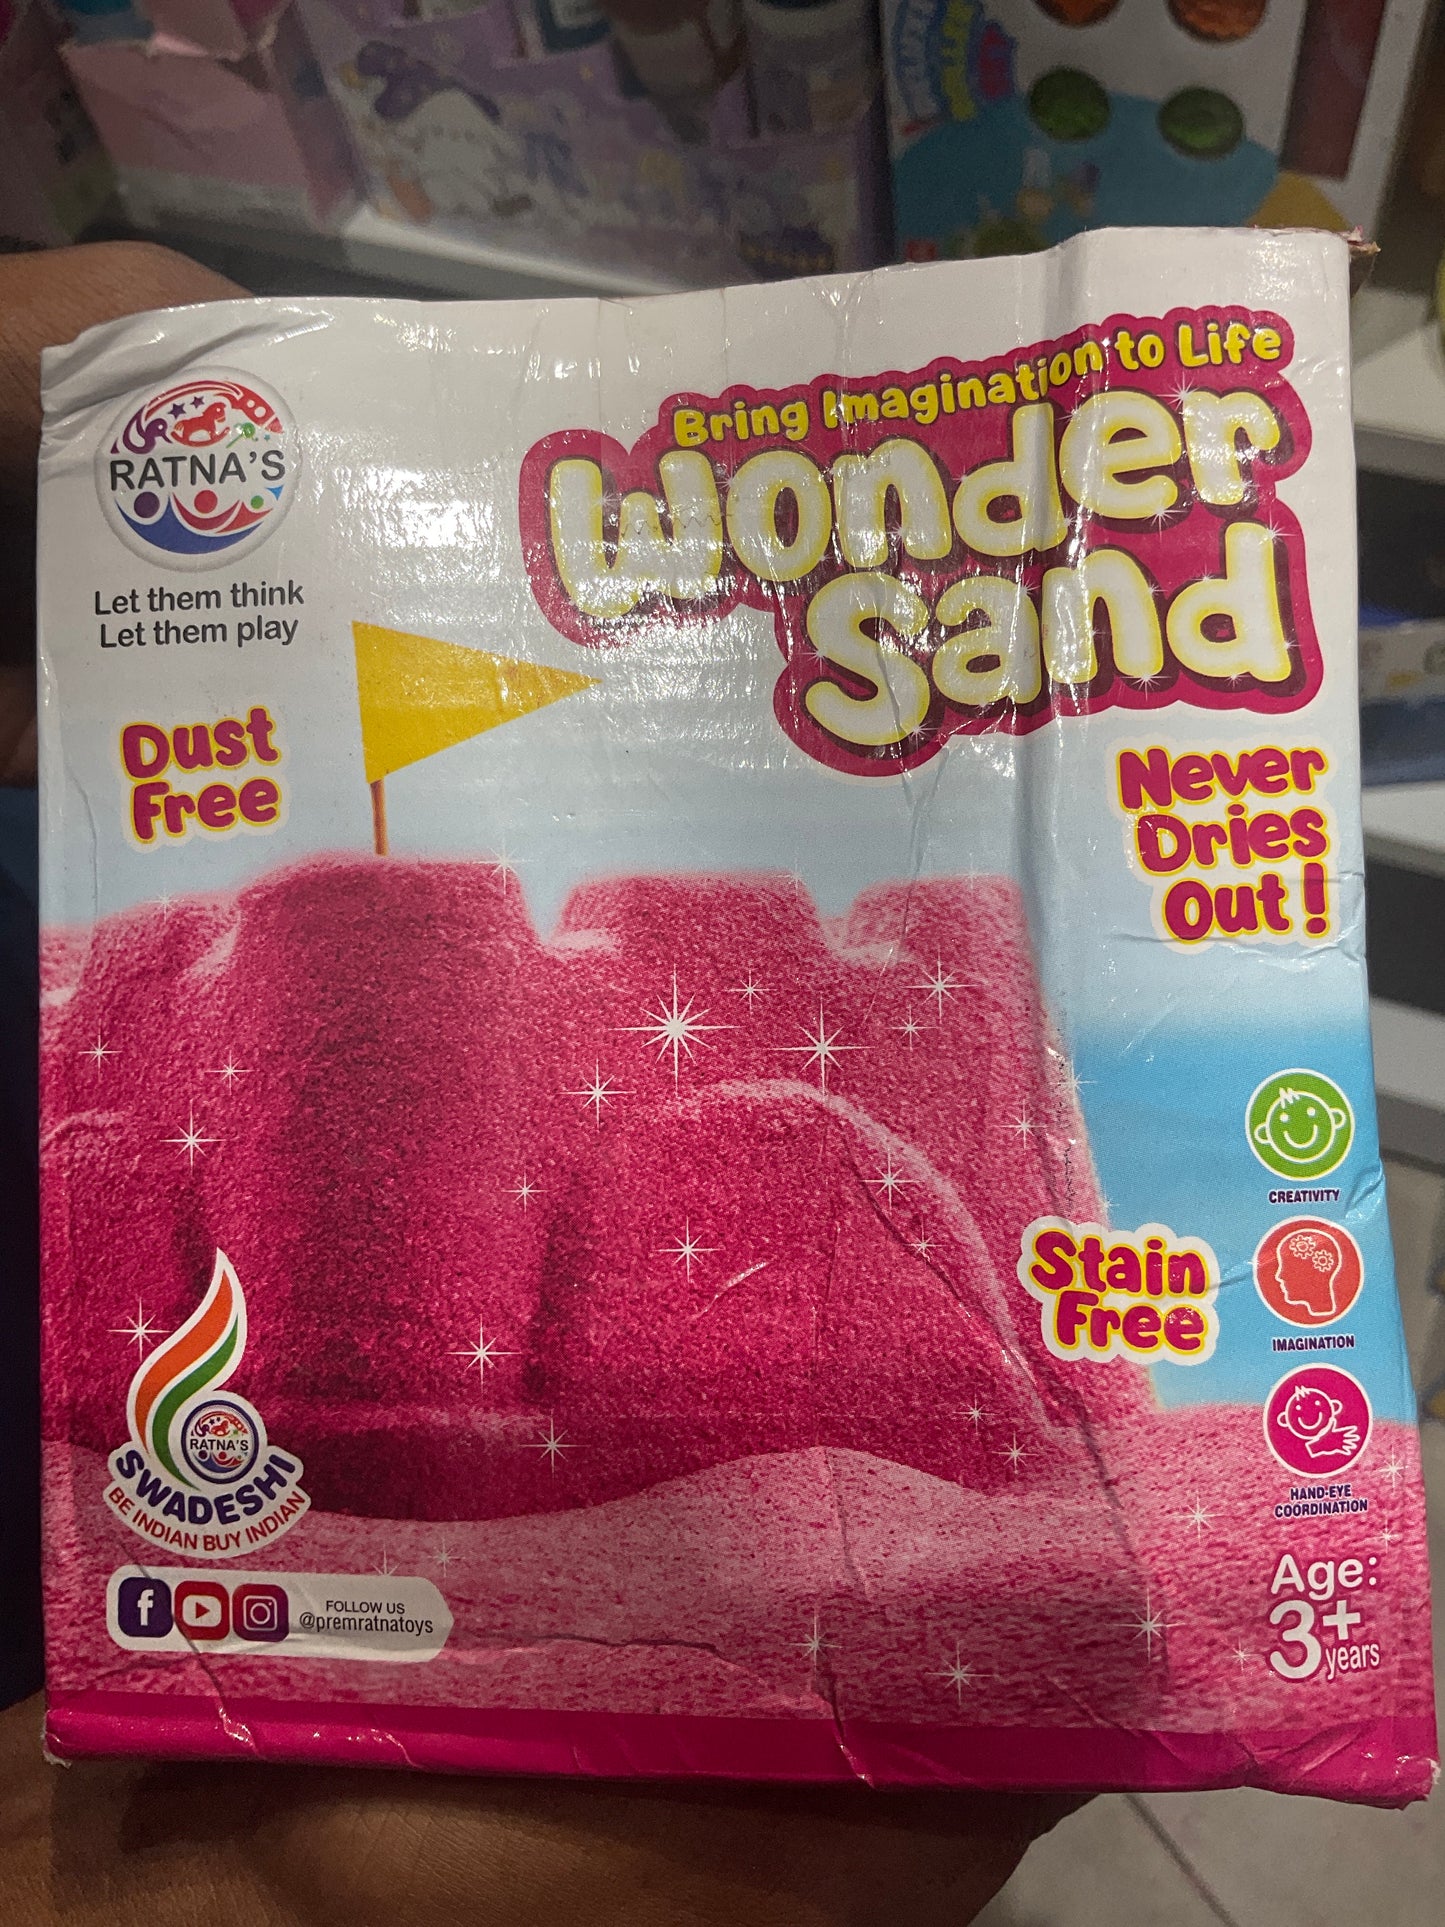 Bring Imagination to Life
Wonder
Sand
RATNA'S
Let them think
Let them play
Dust
Free
Never
Dries
Out!
CREATIVITY
Stain
Free
IMAGINATION
HAND-EYE
COORDINATION
RATNA'S
SWADESHI
BE INDIAN BUY INDIAN
FOLLOW US
@premratnatoys
Age:
3+
years